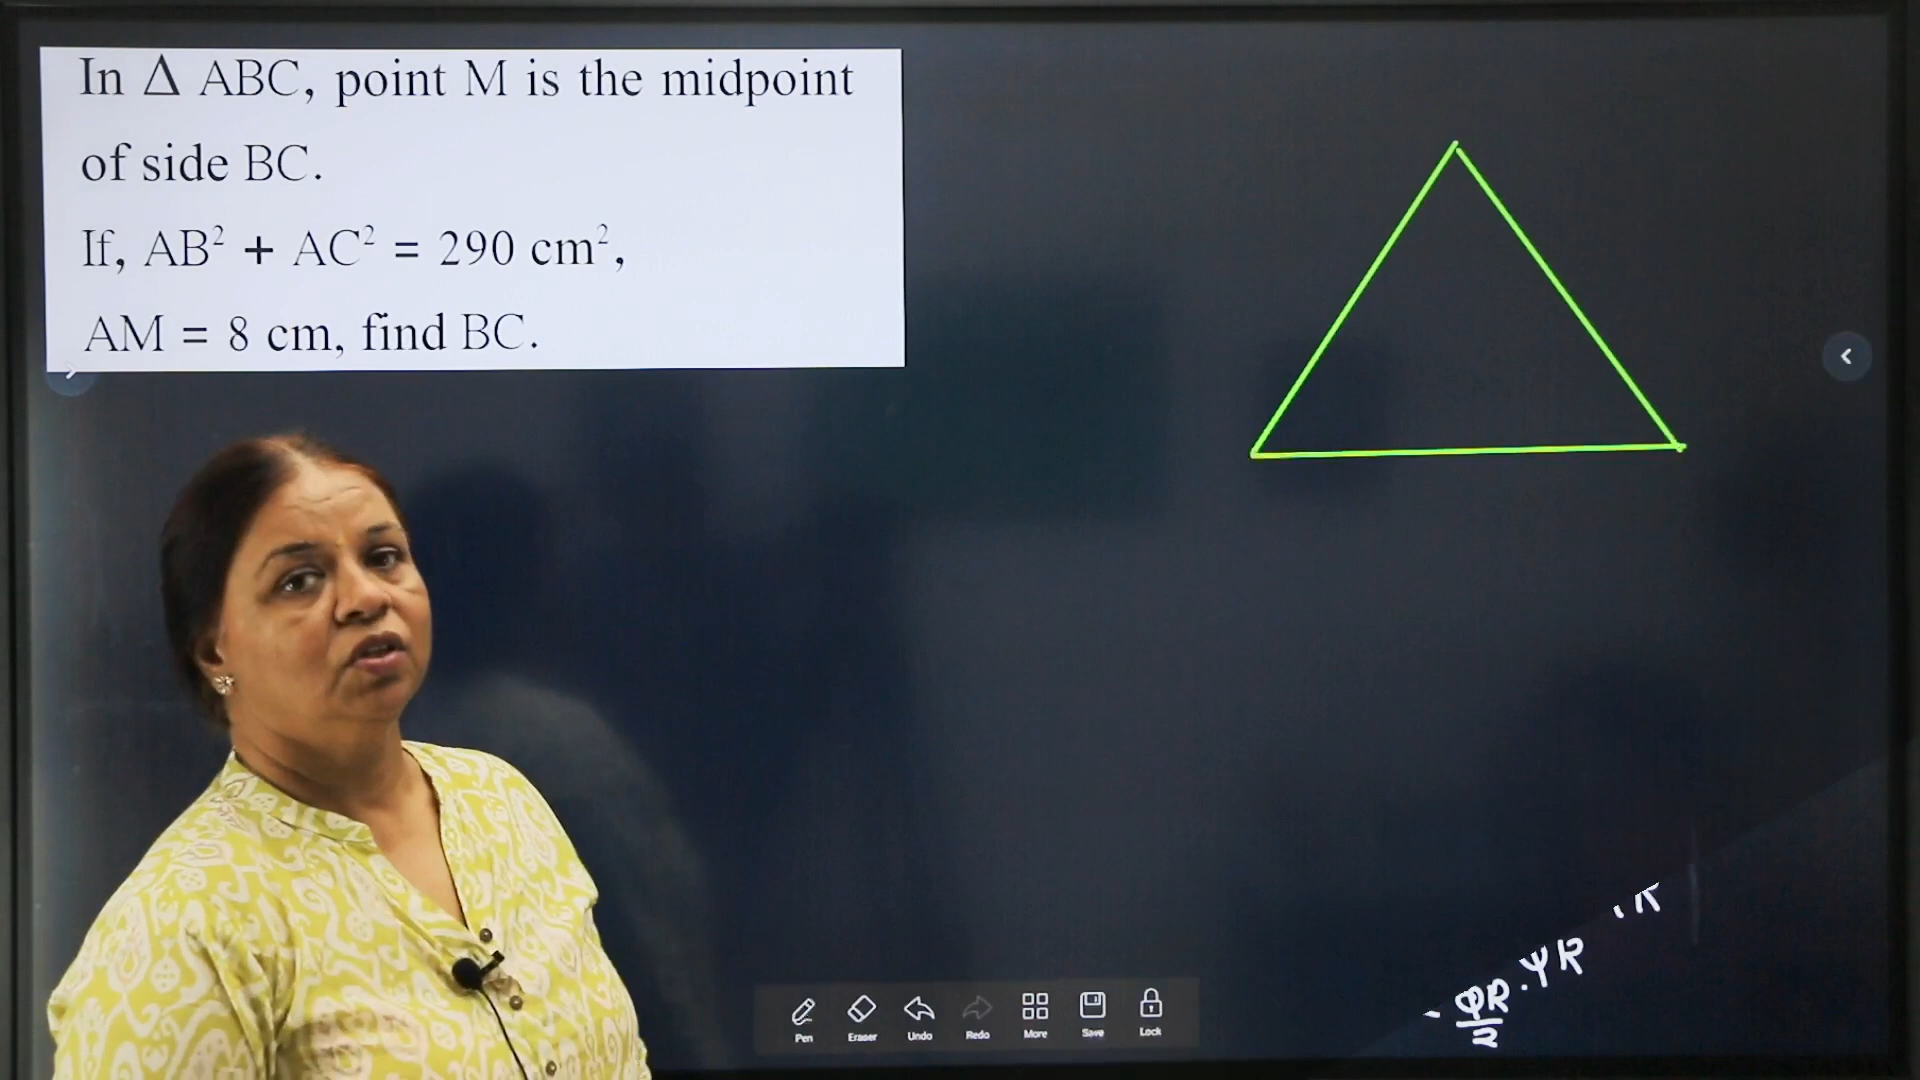 In Δ ABC, point M is the midpoint
of side BC.
If, AB² + AC² = 290 cm²,
AM = 8 cm, find BC.
Pen Eraser Undo Redo More Save Lock